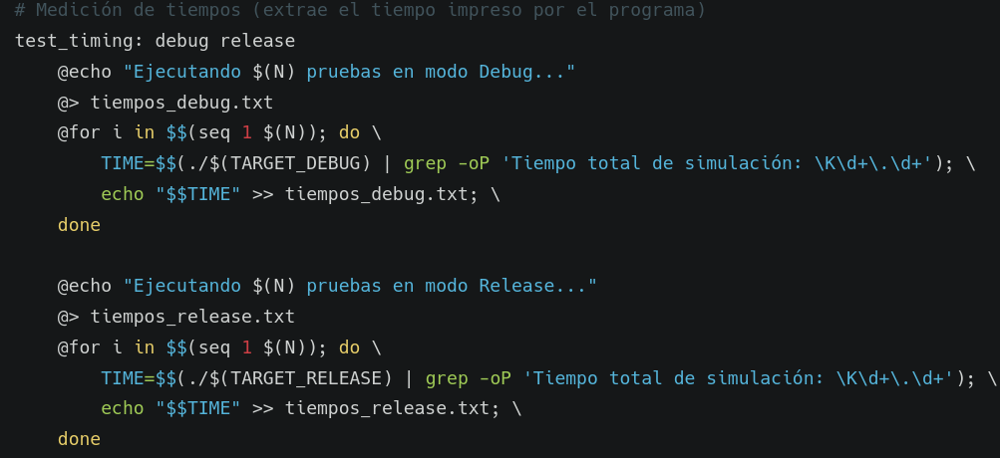 # Medición de tiempos (extrae el tiempo impreso por el programa)
test_timing: debug release
    @echo "Ejecutando $(N) pruebas en modo Debug..."
    @> tiempos_debug.txt
    @for i in $$(seq 1 $(N)); do \
        TIME=$$(./$(TARGET_DEBUG) | grep -oP 'Tiempo total de simulación: \K\d+\.\d+'); \
        echo "$$TIME" >> tiempos_debug.txt; \
    done

    @echo "Ejecutando $(N) pruebas en modo Release..."
    @> tiempos_release.txt
    @for i in $$(seq 1 $(N)); do \
        TIME=$$(./$(TARGET_RELEASE) | grep -oP 'Tiempo total de simulación: \K\d+\.\d+'); \
        echo "$$TIME" >> tiempos_release.txt; \
    done